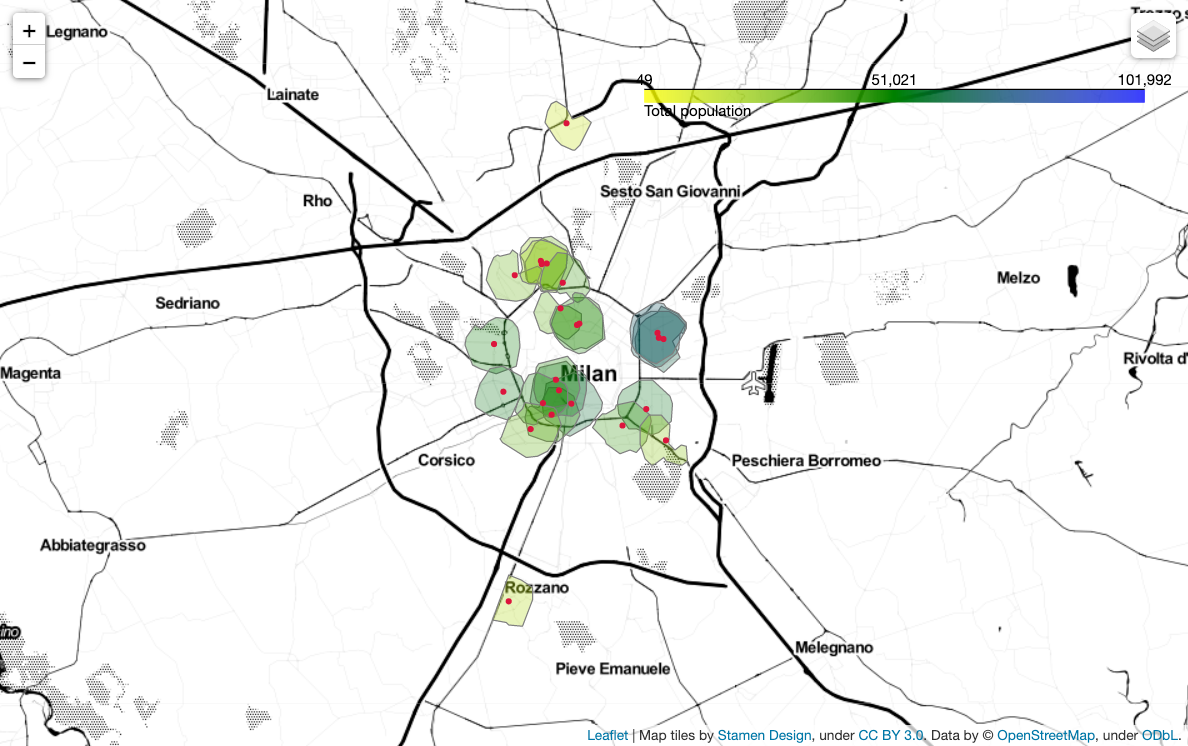 Trezzo s
+
Legnano
−
49 51,021 101,992
Lainate
Total population
Sesto San Giovanni
Rho
Melzo
Sedriano
Rivolta d'
Magenta
Milan
Corsico
Peschiera Borromeo
Abbiategrasso
Rozzano
ino
Melegnano
Pieve Emanuele
Leaflet | Map tiles by Stamen Design, under CC BY 3.0. Data by © OpenStreetMap, under ODbL.